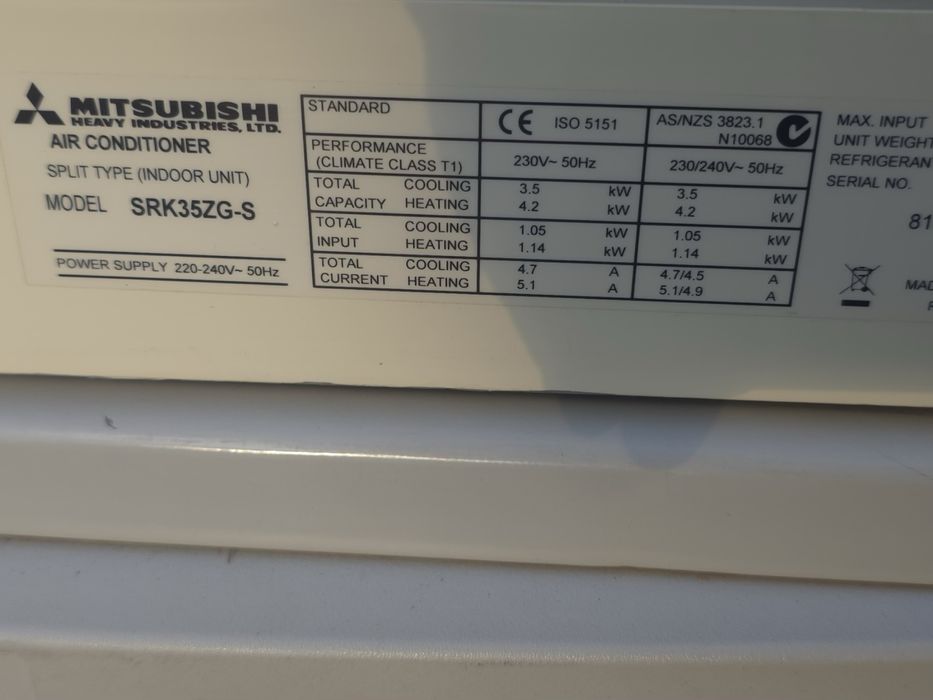 MITSUBISHI
HEAVY INDUSTRIES, LTD.
AIR CONDITIONER
SPLIT TYPE (INDOOR UNIT)
MODEL SRK35ZG-S
POWER SUPPLY 220-240V~ 50Hz
STANDARD CE ISO 5151 AS/NZS 3823.1
N10068
PERFORMANCE
(CLIMATE CLASS T1) 230V~ 50Hz 230/240V~ 50Hz
TOTAL COOLING 3.5 kW 3.5 kW
CAPACITY HEATING 4.2 kW 4.2 kW
TOTAL COOLING 1.05 kW 1.05 kW
INPUT HEATING 1.14 kW 1.14 kW
TOTAL COOLING 4.7 A 4.7/4.5 A
CURRENT HEATING 5.1 A 5.1/4.9 A
MAX. INPUT
UNIT WEIGHT
REFRIGERAN
SERIAL NO.
81
MAD